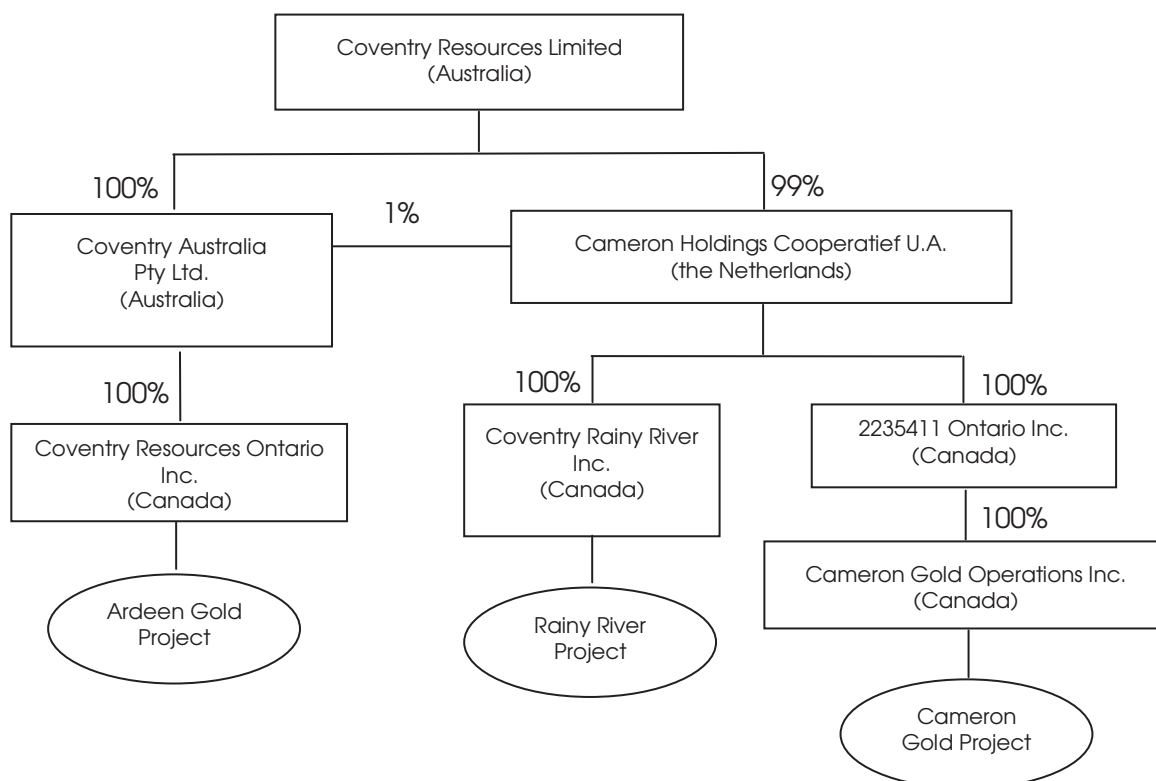 Coventry Resources Limited
(Australia)
100%
99%
1%
Coventry Australia
Pty Ltd.
(Australia)
Cameron Holdings Cooperatief U.A.
(the Netherlands)
100%
100%
100%
Coventry Resources Ontario
Inc.
(Canada)
Coventry Rainy River
Inc.
(Canada)
2235411 Ontario Inc.
(Canada)
100%
Cameron Gold Operations Inc.
(Canada)
Ardeen Gold
Project
Rainy River
Project
Cameron
Gold Project